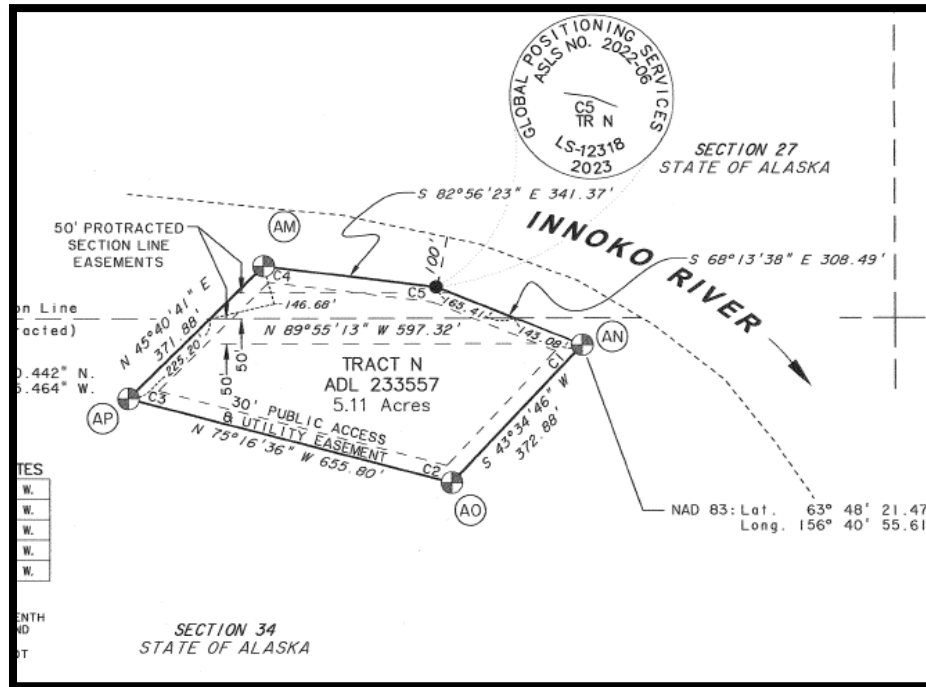 GLOBAL POSITIONING SERVICES
ASLS NO. 2022-06
C5
TR N
LS-12318
2023
SECTION 27
STATE OF ALASKA
S 82°56'23" E 341.37'
INNOKO RIVER
50' PROTRACTED
SECTION LINE
EASEMENTS
AM
100'
S 68°13'38" E 308.49'
C4
C5
N 45°40'41" E
371.88'
146.68'
165.41'
143.08'
on Line
tracted)
N 89°55'13" W 597.32'
AN
225.20'
50'
50'
C1
TRACT N
ADL 233557
5.11 Acres
0.442" N.
5.464" W.
C3
AP
30' PUBLIC ACCESS
& UTILITY EASEMENT
N 75°16'36" W 655.80'
S 43°34'46" W
372.88'
C2
AO
TES
W.
W.
W.
W.
W.
NAD 83: Lat. 63° 48' 21.47
Long. 156° 40' 55.61
ENTH
ND
OT
SECTION 34
STATE OF ALASKA